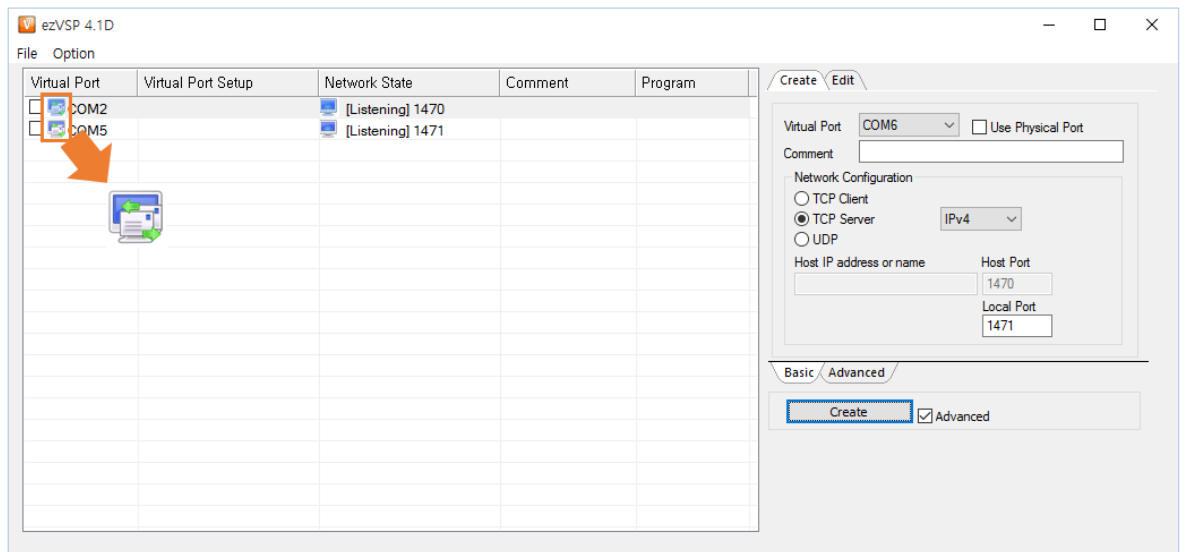 ezVSP 4.1D
File Option
Virtual Port Virtual Port Setup Network State Comment Program
COM2 [Listening] 1470
COM5 [Listening] 1471
Create Edit
Virtual Port COM6 Use Physical Port
Comment
Network Configuration
TCP Client
TCP Server IPv4
UDP
Host IP address or name Host Port
1470
Local Port
1471
Basic Advanced
Create Advanced